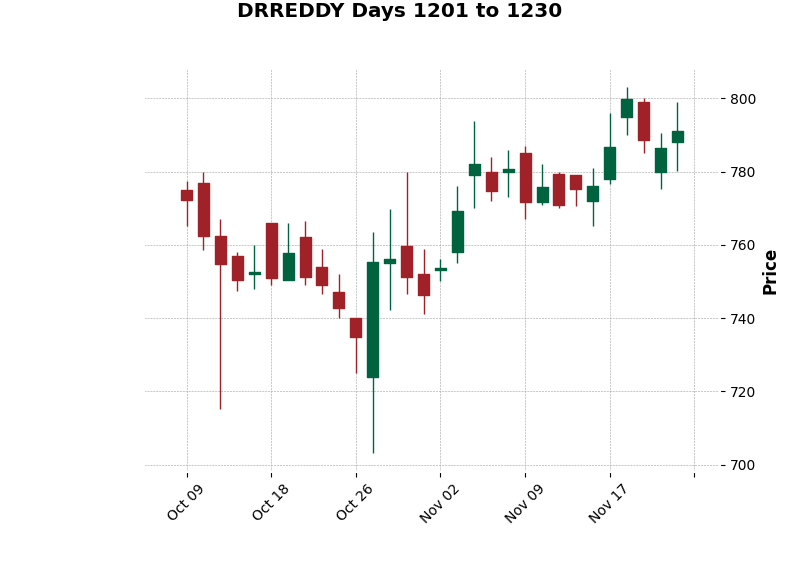 DRREDDY Days 1201 to 1230
800
780
760
740
720
700
Price
Oct 09
Oct 18
Oct 26
Nov 02
Nov 09
Nov 17